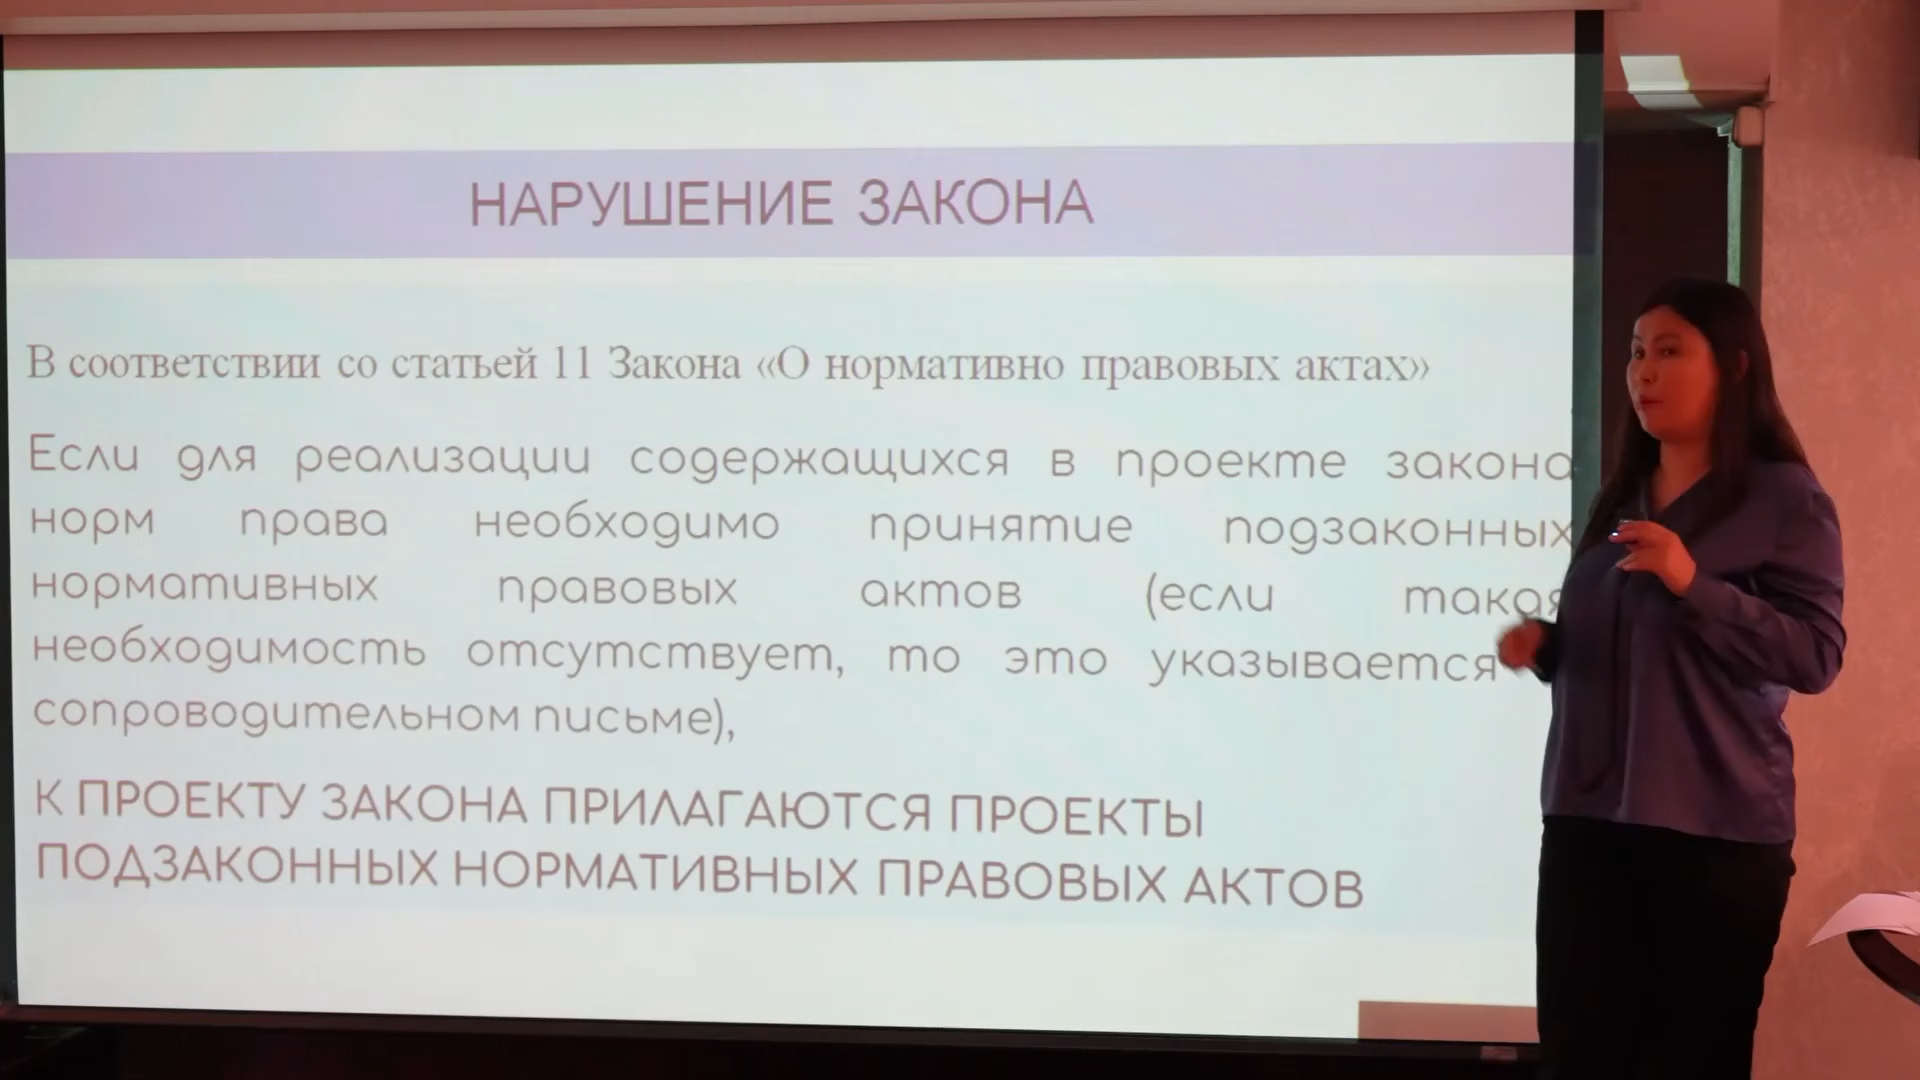 НАРУШЕНИЕ ЗАКОНА
В соответствии со статьей 11 Закона «О нормативно правовых актах»
Если для реализации содержащихся в проекте закона
норм права необходимо принятие подзаконных
нормативных правовых актов (если такая
необходимость отсутствует, то это указывается
сопроводительном письме),
К ПРОЕКТУ ЗАКОНА ПРИЛАГАЮТСЯ ПРОЕКТЫ
ПОДЗАКОННЫХ НОРМАТИВНЫХ ПРАВОВЫХ АКТОВ